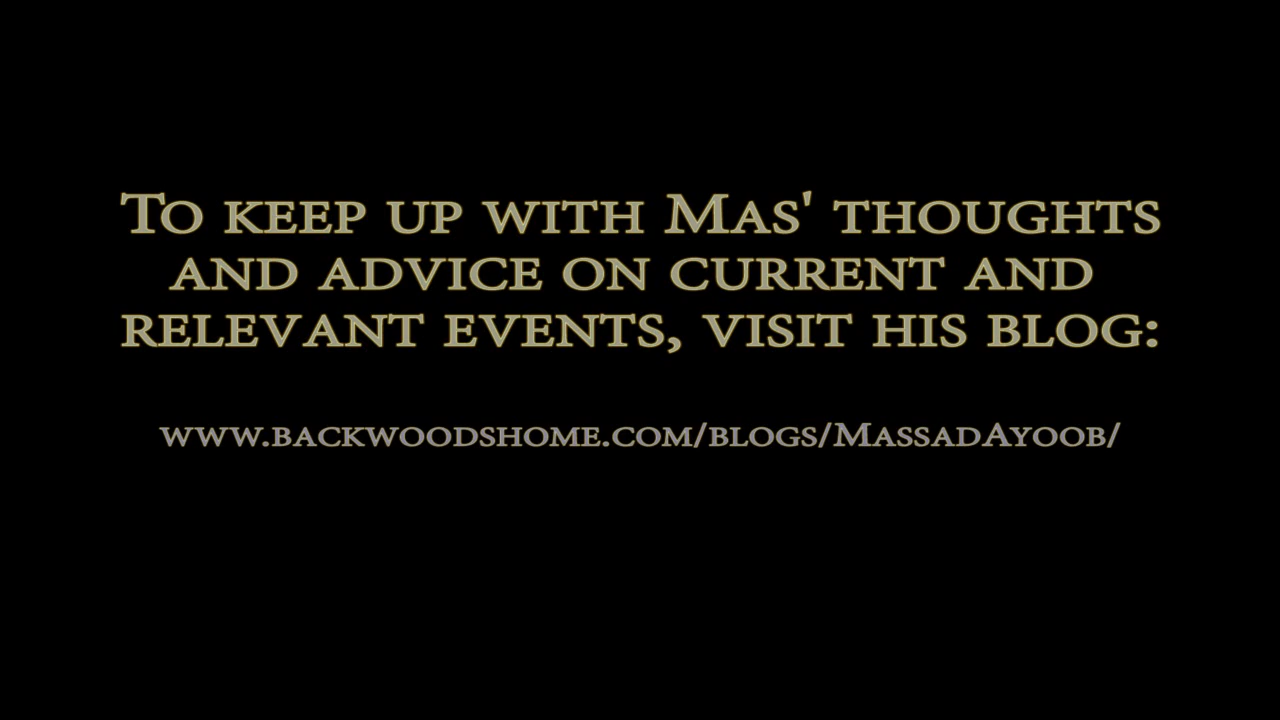 To keep up with Mas' thoughts
and advice on current and
relevant events, visit his blog:
www.backwoodshome.com/blogs/MassadAyoob/